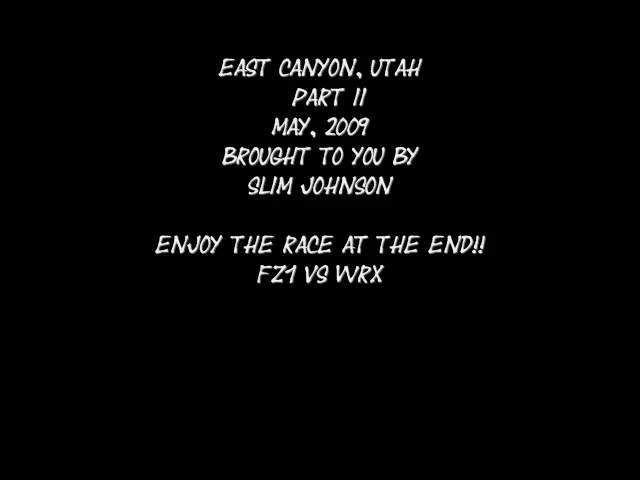 EAST CANYON, UTAH
PART II
MAY, 2009
BROUGHT TO YOU BY
SLIM JOHNSON
ENJOY THE RACE AT THE END!!
FZ1 VS WRX